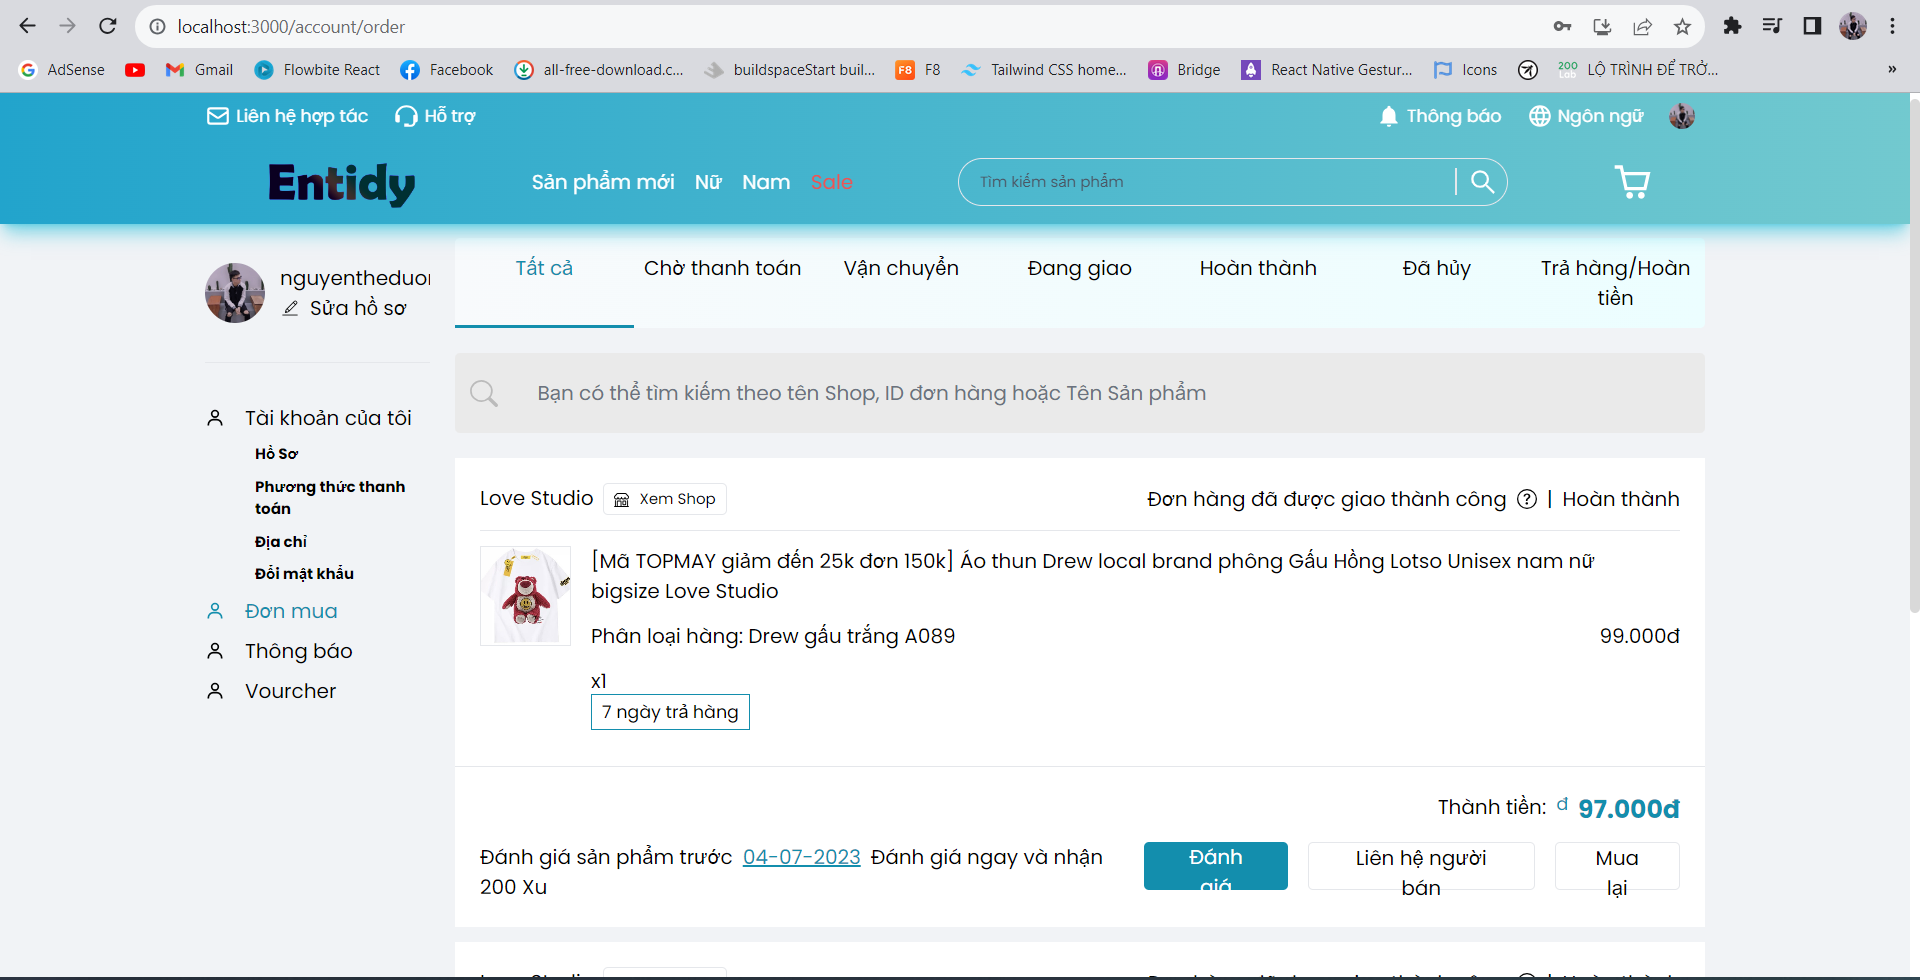 localhost:3000/account/order
AdSense
Gmail
Flowbite React
Facebook
all-free-download.c...
buildspaceStart buil...
F8 F8
Tailwind CSS home...
Bridge
React Native Gestur...
Icons
200 Lab LỘ TRÌNH ĐỂ TRỞ...
»
Liên hệ hợp tác
Hỗ trợ
Thông báo
Ngôn ngữ
Entidy
Sản phẩm mới
Nữ
Nam
Sale
Tìm kiếm sản phẩm
nguyentheduon
Sửa hồ sơ
Tài khoản của tôi
Hồ Sơ
Phương thức thanh
toán
Địa chỉ
Đổi mật khẩu
Đơn mua
Thông báo
Vourcher
Tất cả
Chờ thanh toán
Vận chuyển
Đang giao
Hoàn thành
Đã hủy
Trả hàng/Hoàn
tiền
Bạn có thể tìm kiếm theo tên Shop, ID đơn hàng hoặc Tên Sản phẩm
Love Studio
Xem Shop
Đơn hàng đã được giao thành công ? | Hoàn thành
[Mã TOPMAY giảm đến 25k đơn 150k] Áo thun Drew local brand phông Gấu Hồng Lotso Unisex nam nữ
bigsize Love Studio
Phân loại hàng: Drew gấu trắng A089
99.000đ
x1
7 ngày trả hàng
Thành tiền: đ 97.000đ
Đánh giá sản phẩm trước 04-07-2023 Đánh giá ngay và nhận
200 Xu
Đánh
giá
Liên hệ người
bán
Mua
lại